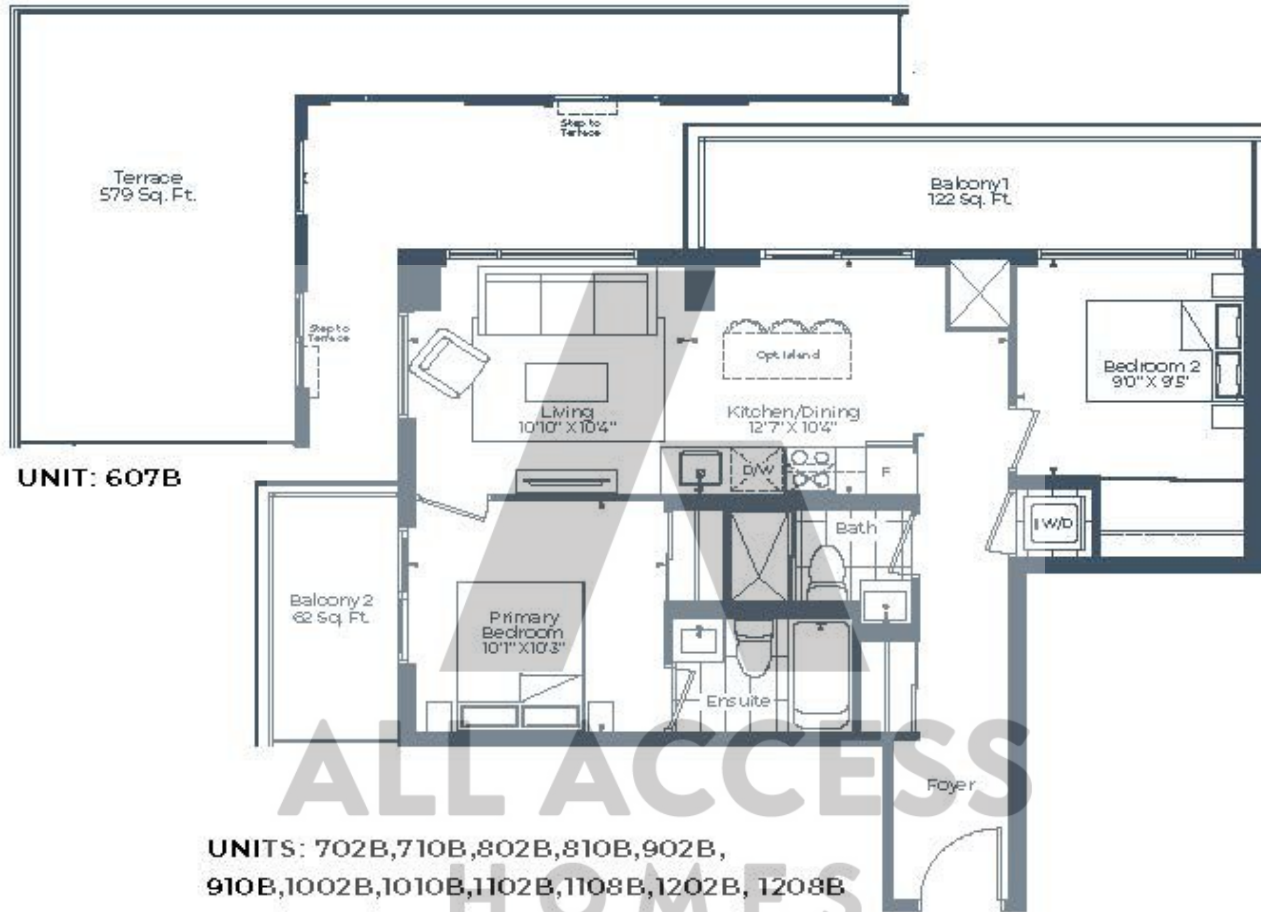 Step to
Terrace
Terrace
579 Sq. Ft.
Balcony 1
122 Sq. Ft.
Step to
Terrace
Opt Island
Bedroom 2
9'0" X 9'5"
Living
10'10" X 10'4"
Kitchen/Dining
12'7" X 10'4"
D/W
F
UNIT: 607B
Bath
W/D
Balcony 2
62 Sq. Ft.
Primary
Bedroom
10'1" X 10'3"
Ensuite
ALL ACCESS
Foyer
UNITS: 702B,710B,802B,810B,902B,
910B,1002B,1010B,1102B,1108B,1202B, 1208B
HOMES